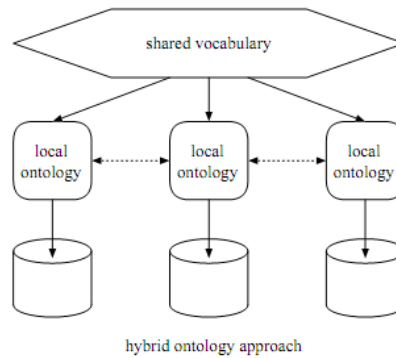 shared vocabulary
local
ontology
local
ontology
local
ontology
hybrid ontology approach